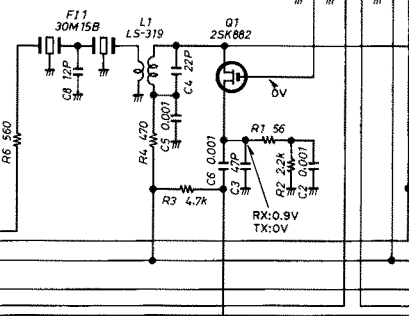 FI1
30M15B
L1
LS-319
Q1
2SK882
C8 12P
C4 22P
0V
R6 560
R4 470
C5 0.001
R1 56
C6 0.001
C3 47P
R2 2.2k
C2 0.001
R3 4.7k
RX:0.9V
TX:0V